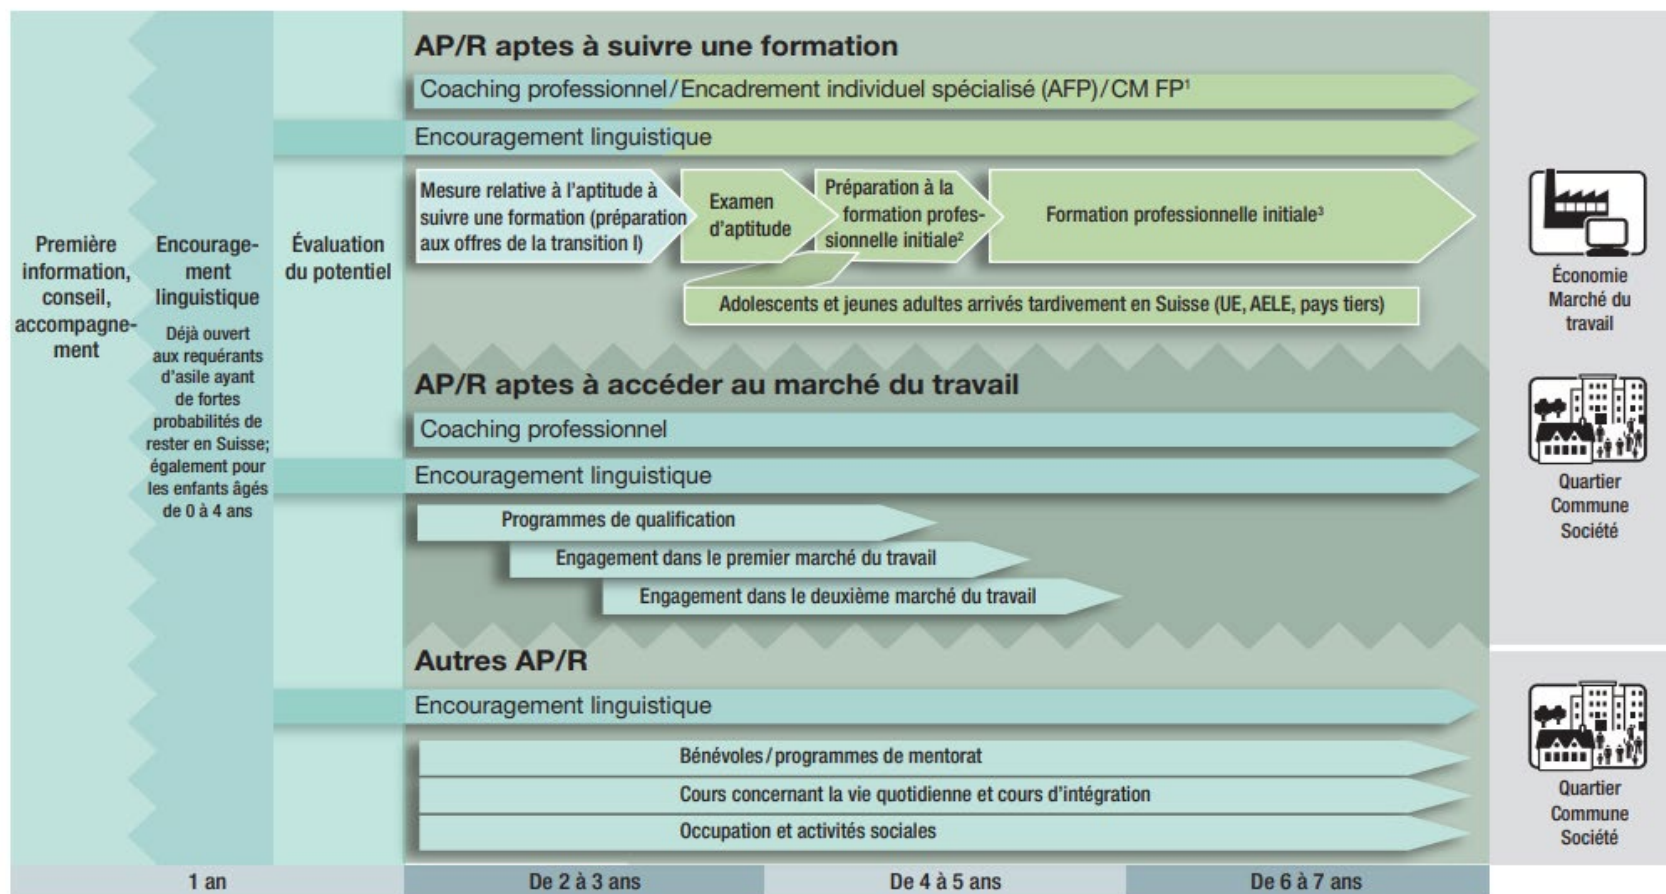 Première
information,
conseil,
accompagne-
ment
Encourage-
ment
linguistique
Déjà ouvert
aux requérants
d'asile ayant
de fortes
probabilités de
rester en Suisse;
également pour
les enfants âgés
de 0 à 4 ans
Évaluation
du potentiel
AP/R aptes à suivre une formation
Coaching professionnel/Encadrement individuel spécialisé (AFP)/CM FP¹
Encouragement linguistique
Mesure relative à l'aptitude à
suivre une formation (préparation
aux offres de la transition I)
Examen
d'aptitude
Préparation à la
formation profes-
sionnelle initiale²
Formation professionnelle initiale³
Adolescents et jeunes adultes arrivés tardivement en Suisse (UE, AELE, pays tiers)
AP/R aptes à accéder au marché du travail
Coaching professionnel
Encouragement linguistique
Programmes de qualification
Engagement dans le premier marché du travail
Engagement dans le deuxième marché du travail
Autres AP/R
Encouragement linguistique
Bénévoles/programmes de mentorat
Cours concernant la vie quotidienne et cours d'intégration
Occupation et activités sociales
Économie
Marché du
travail
Quartier
Commune
Société
Quartier
Commune
Société
1 an
De 2 à 3 ans
De 4 à 5 ans
De 6 à 7 ans